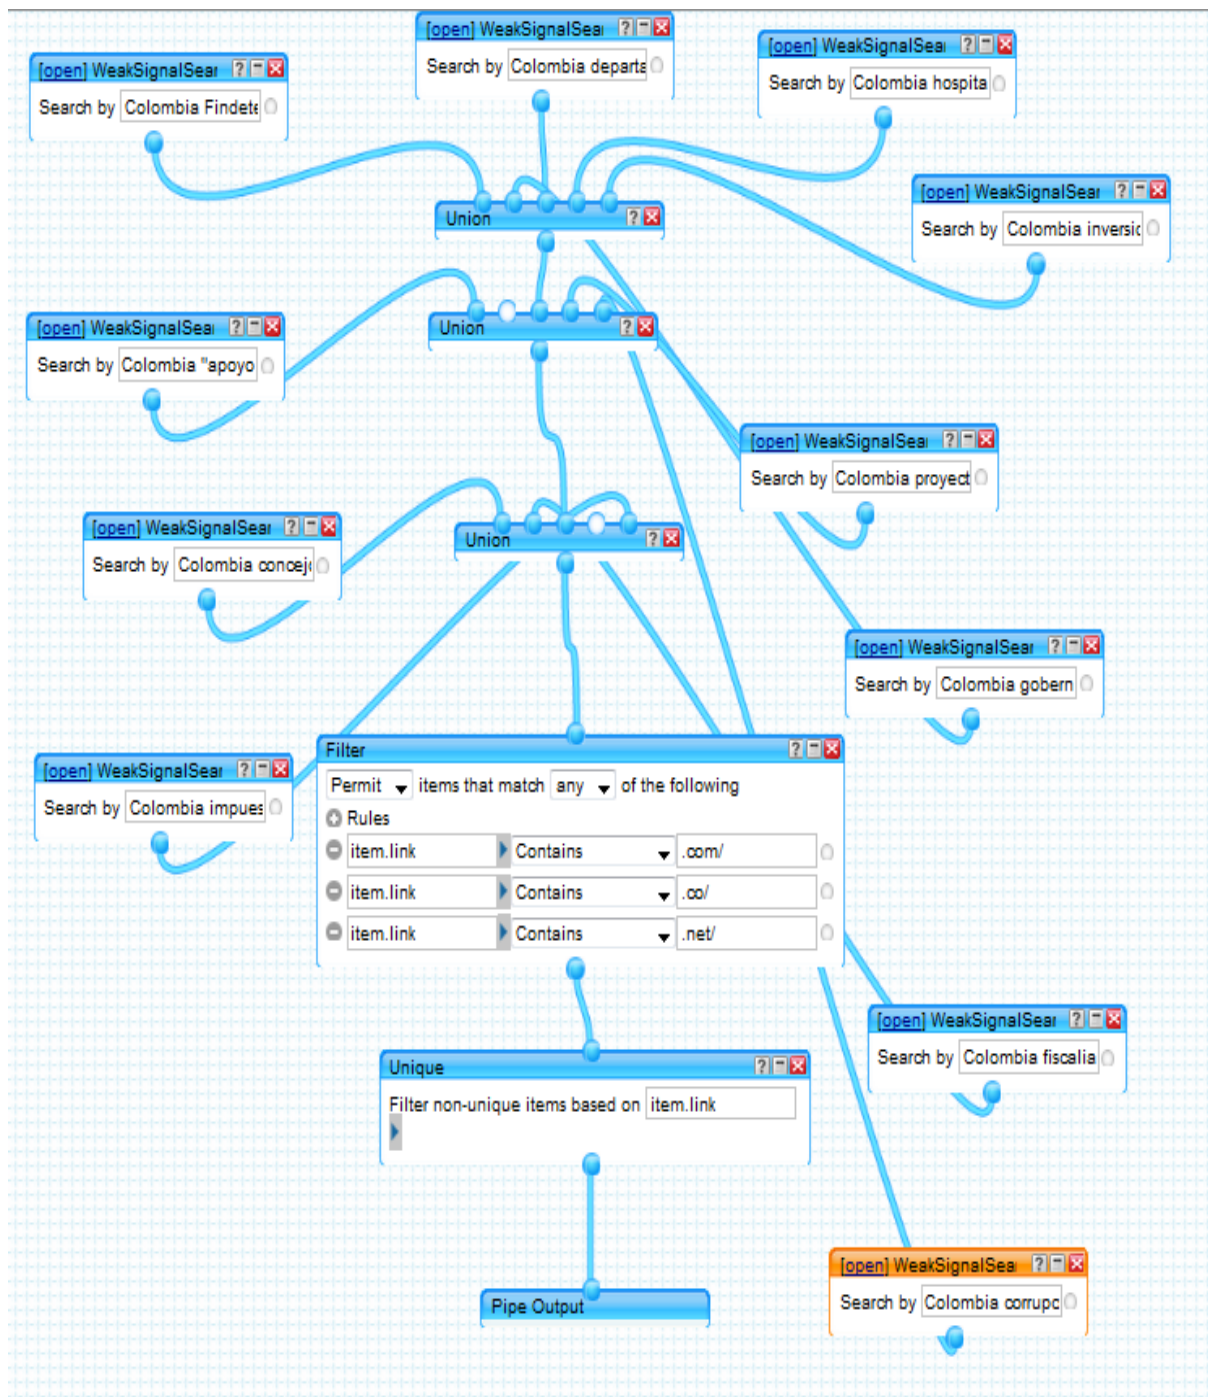 [open] WeakSignalSear ? -
Search by Colombia departa
[open] WeakSignalSear ? -
Search by Colombia hospita
[open] WeakSignalSear ? -
Search by Colombia Findete
[open] WeakSignalSear ? -
Search by Colombia inversic
Union ?
[open] WeakSignalSear ? -
Search by Colombia "apoyo
Union ?
[open] WeakSignalSear ? -
Search by Colombia proyect
[open] WeakSignalSear ? -
Search by Colombia concejo
Union ?
[open] WeakSignalSear ? -
Search by Colombia gobern
Filter ? -
Permit items that match any of the following
Rules
item.link Contains .com/
item.link Contains .co/
item.link Contains .net/
[open] WeakSignalSear ? -
Search by Colombia impues
[open] WeakSignalSear ? -
Search by Colombia fiscalia
Unique ? -
Filter non-unique items based on item.link
[open] WeakSignalSea ? -
Search by Colombia corrupc
Pipe Output